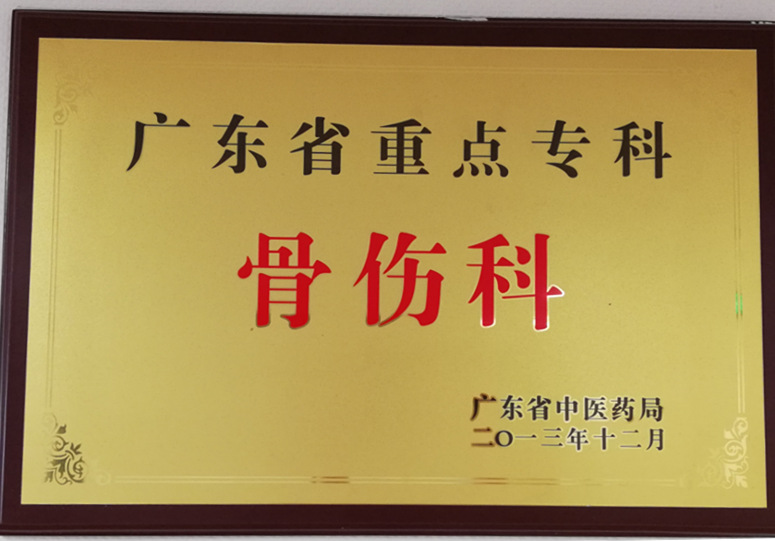 广东省重点专科
骨伤科
广东省中医药局
二〇一三年十二月